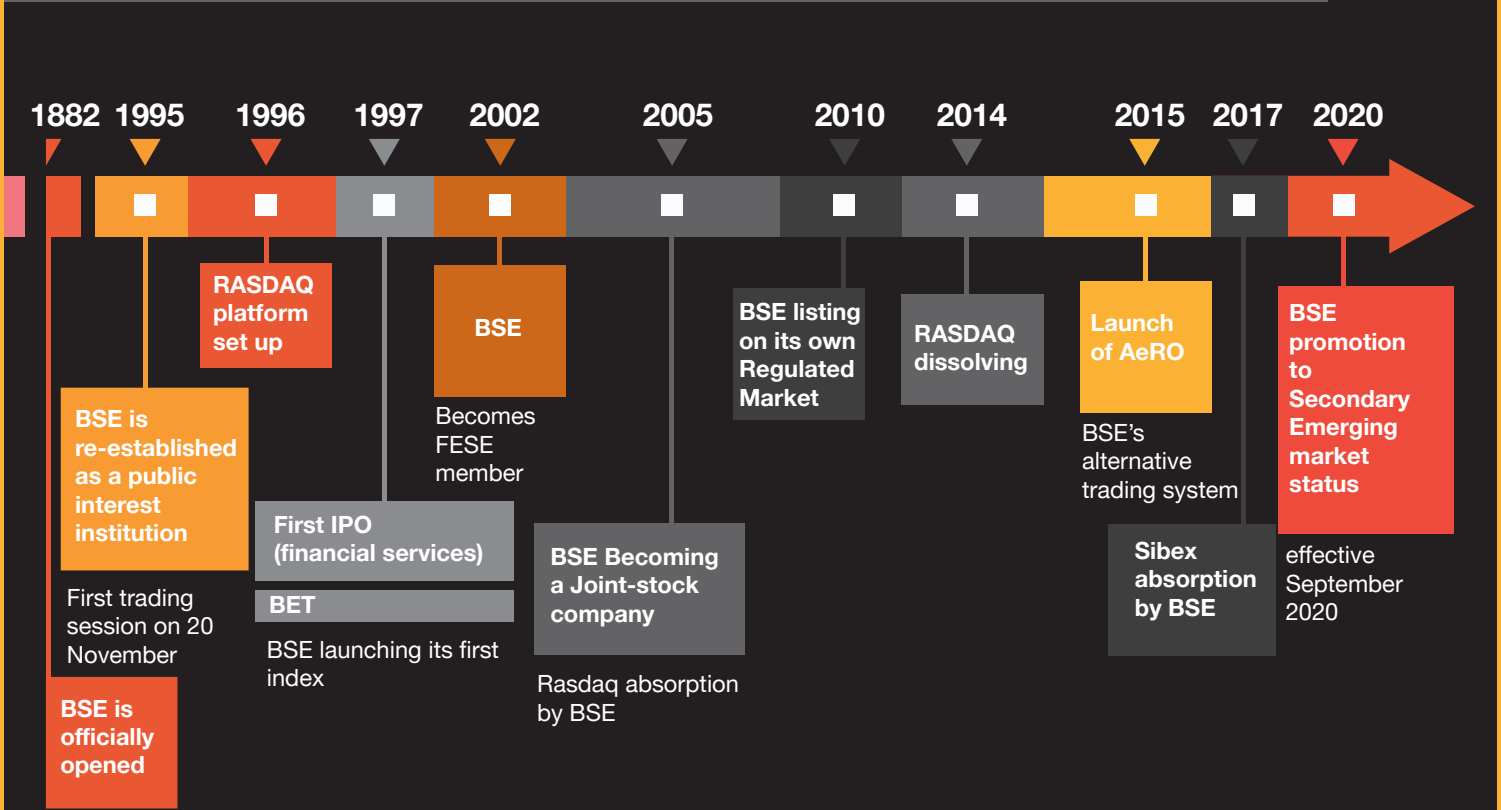 1882 1995 1996 1997 2002 2005 2010 2014 2015 2017 2020
BSE is
officially
opened
BSE is
re-established
as a public
interest
institution
First trading
session on 20
November
RASDAQ
platform
set up
First IPO
(financial services)
BET
BSE launching its first
index
BSE
Becomes
FESE
member
BSE Becoming
a Joint-stock
company
Rasdaq absorption
by BSE
BSE listing
on its own
Regulated
Market
RASDAQ
dissolving
Launch
of AeRO
BSE's
alternative
trading system
Sibex
absorption
by BSE
BSE
promotion
to
Secondary
Emerging
market
status
effective
September
2020